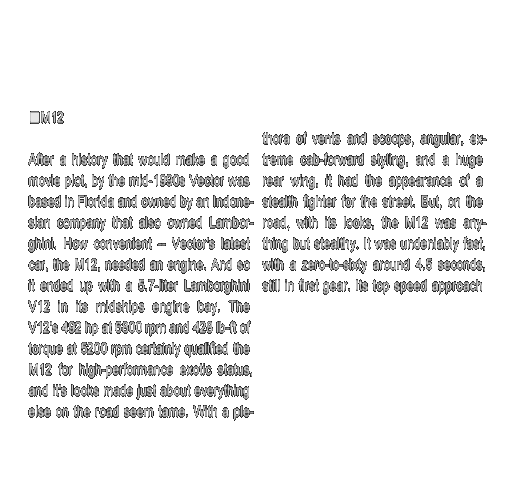 M12
After a history that would make a good
movie plot, by the mid-1990s Vector was
based in Florida and owned by an Indone-
sian company that also owned Lambor-
ghini. How convenient – Vector's latest
car, the M12, needed an engine. And so
it ended up with a 5.7-liter Lamborghini
V12 in its midships engine bay. The
V12's 492 hp at 6800 rpm and 425 lb-ft of
torque at 5200 rpm certainly qualified the
M12 for high-performance exotic status,
and it's looks made just about everything
else on the road seem tame. With a ple-
thora of vents and scoops, angular, ex-
treme cab-forward styling, and a huge
rear wing, it had the appearance of a
stealth fighter for the street. But, on the
road, with its looks, the M12 was any-
thing but stealthy. It was undeniably fast,
with a zero-to-sixty around 4.5 seconds,
still in first gear. Its top speed approach